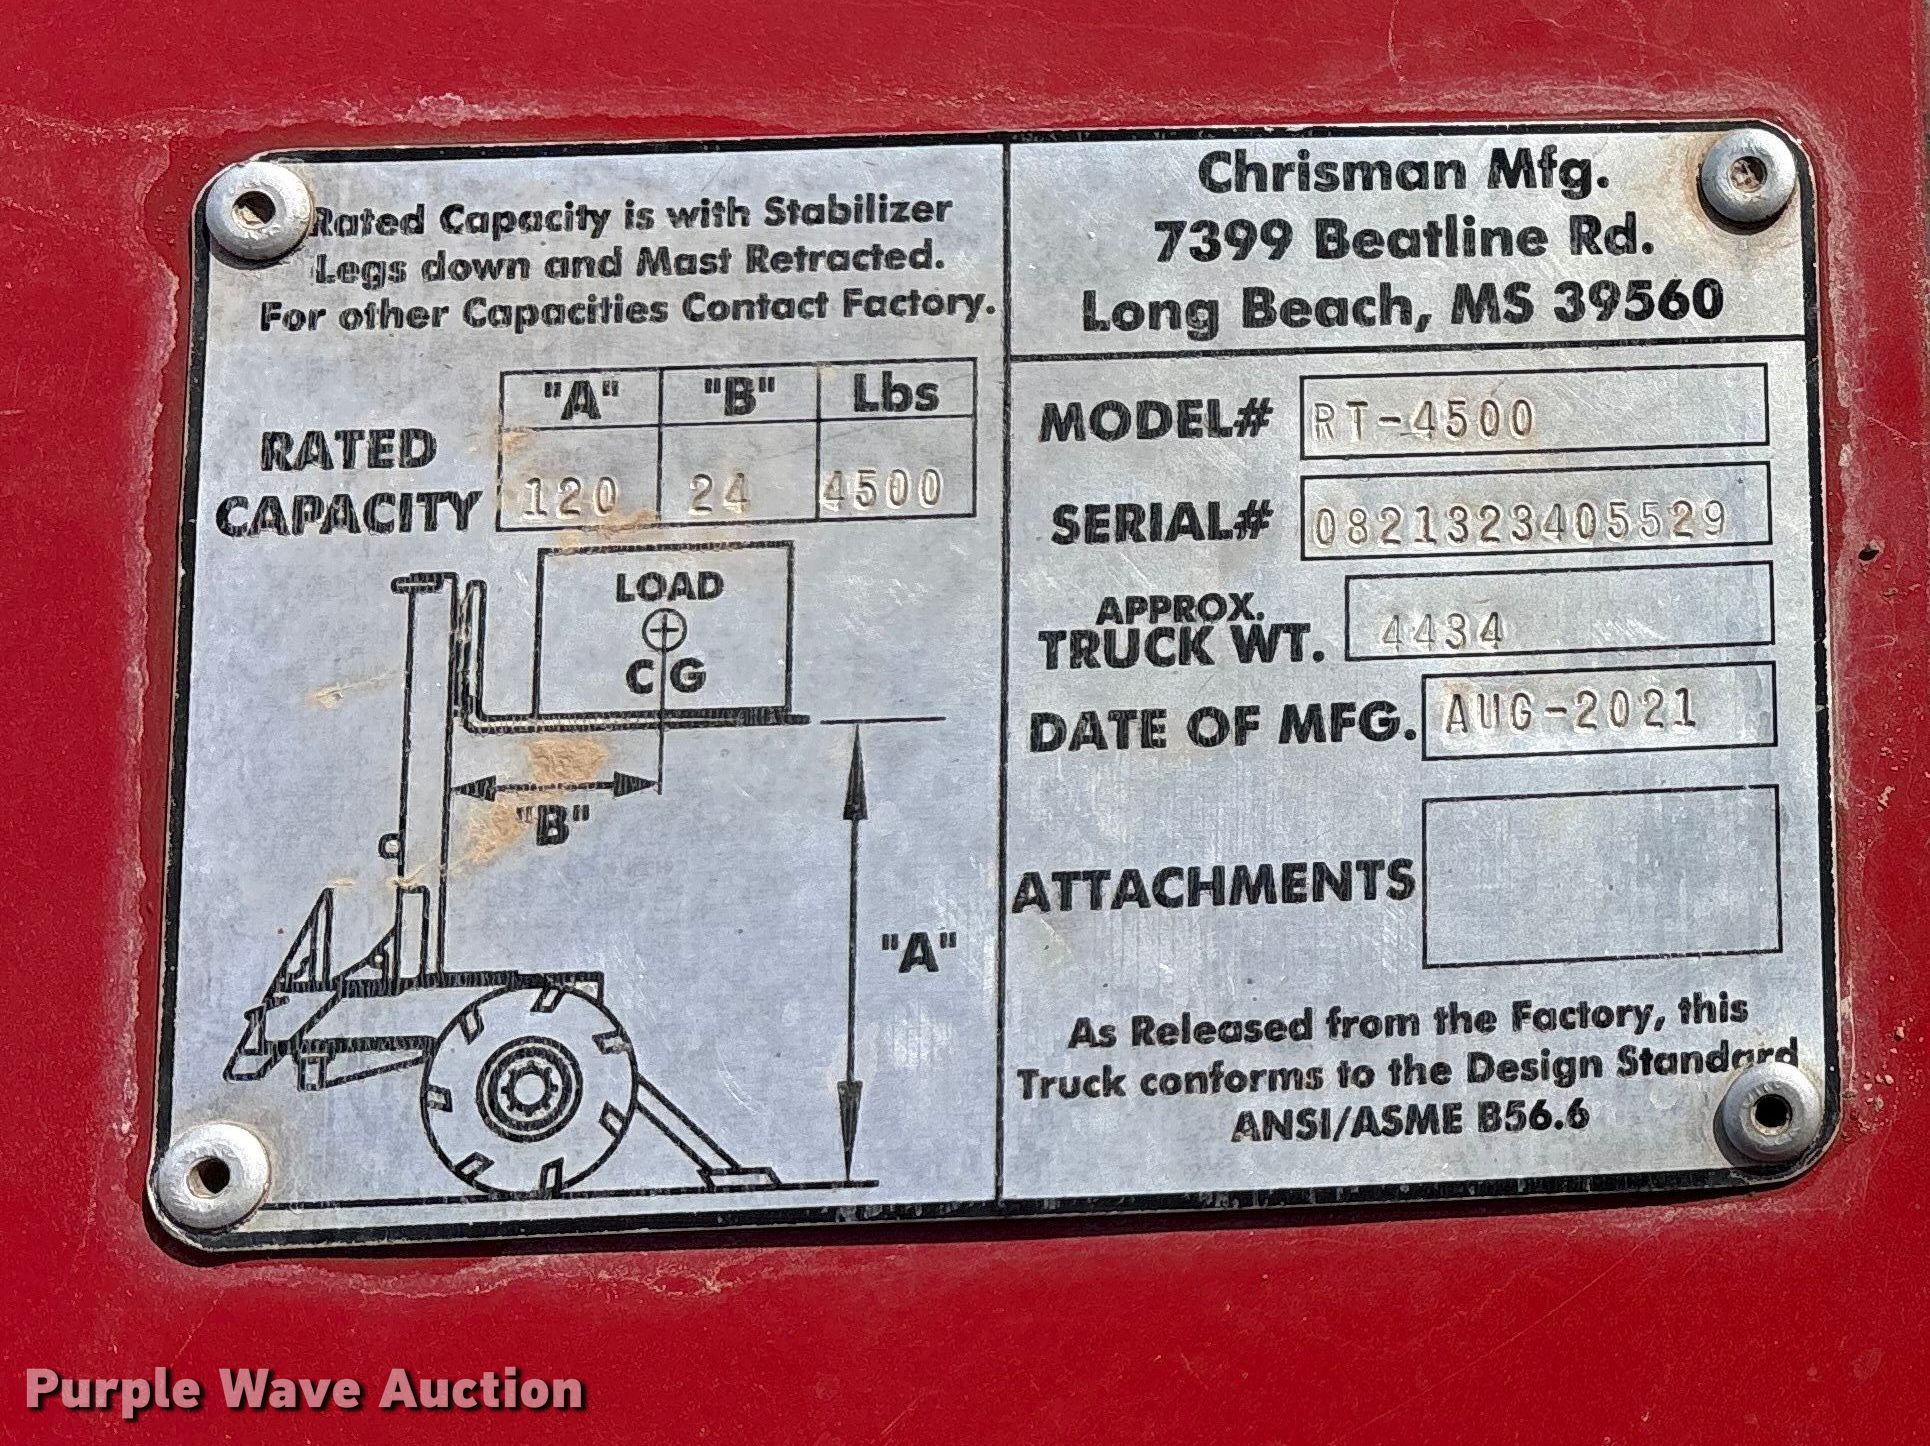 Rated Capacity is with Stabilizer
Legs down and Mast Retracted.
For other Capacities Contact Factory.
"A" "B" Lbs
RATED
CAPACITY
120 24 4500
LOAD
CG
"B"
"A"
Chrisman Mfg.
7399 Beatline Rd.
Long Beach, MS 39560
MODEL# RT-4500
SERIAL# 0821323405529
APPROX.
TRUCK WT. 4434
DATE OF MFG. AUG-2021
ATTACHMENTS
As Released from the Factory, this
Truck conforms to the Design Standard
ANSI/ASME B56.6
Purple Wave Auction